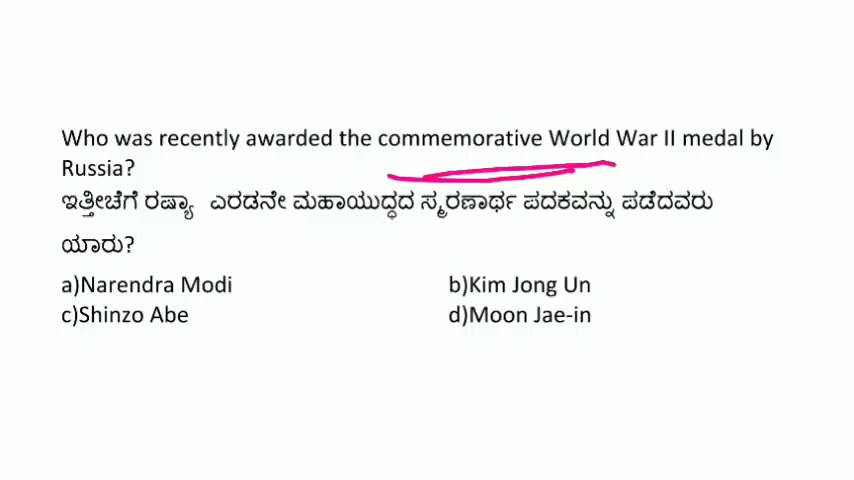 Who was recently awarded the commemorative World War II medal by
Russia?
ಇತ್ತೀಚೆಗೆ ರಷ್ಯಾ ಎರಡನೇ ಮಹಾಯುದ್ಧದ ಸ್ಮರಣಾರ್ಥ ಪದಕವನ್ನು ಪಡೆದವರು
ಯಾರು?
a)Narendra Modi b)Kim Jong Un
c)Shinzo Abe d)Moon Jae-in